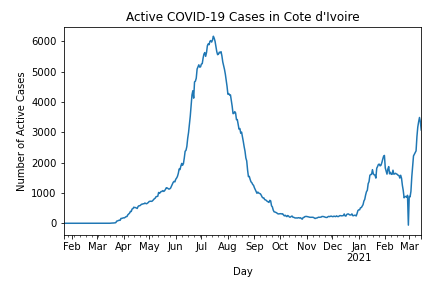 Active COVID-19 Cases in Cote d'Ivoire
Number of Active Cases
6000
5000
4000
3000
2000
1000
0
Feb Mar Apr May Jun Jul Aug Sep Oct Nov Dec Jan Feb Mar
2021
Day